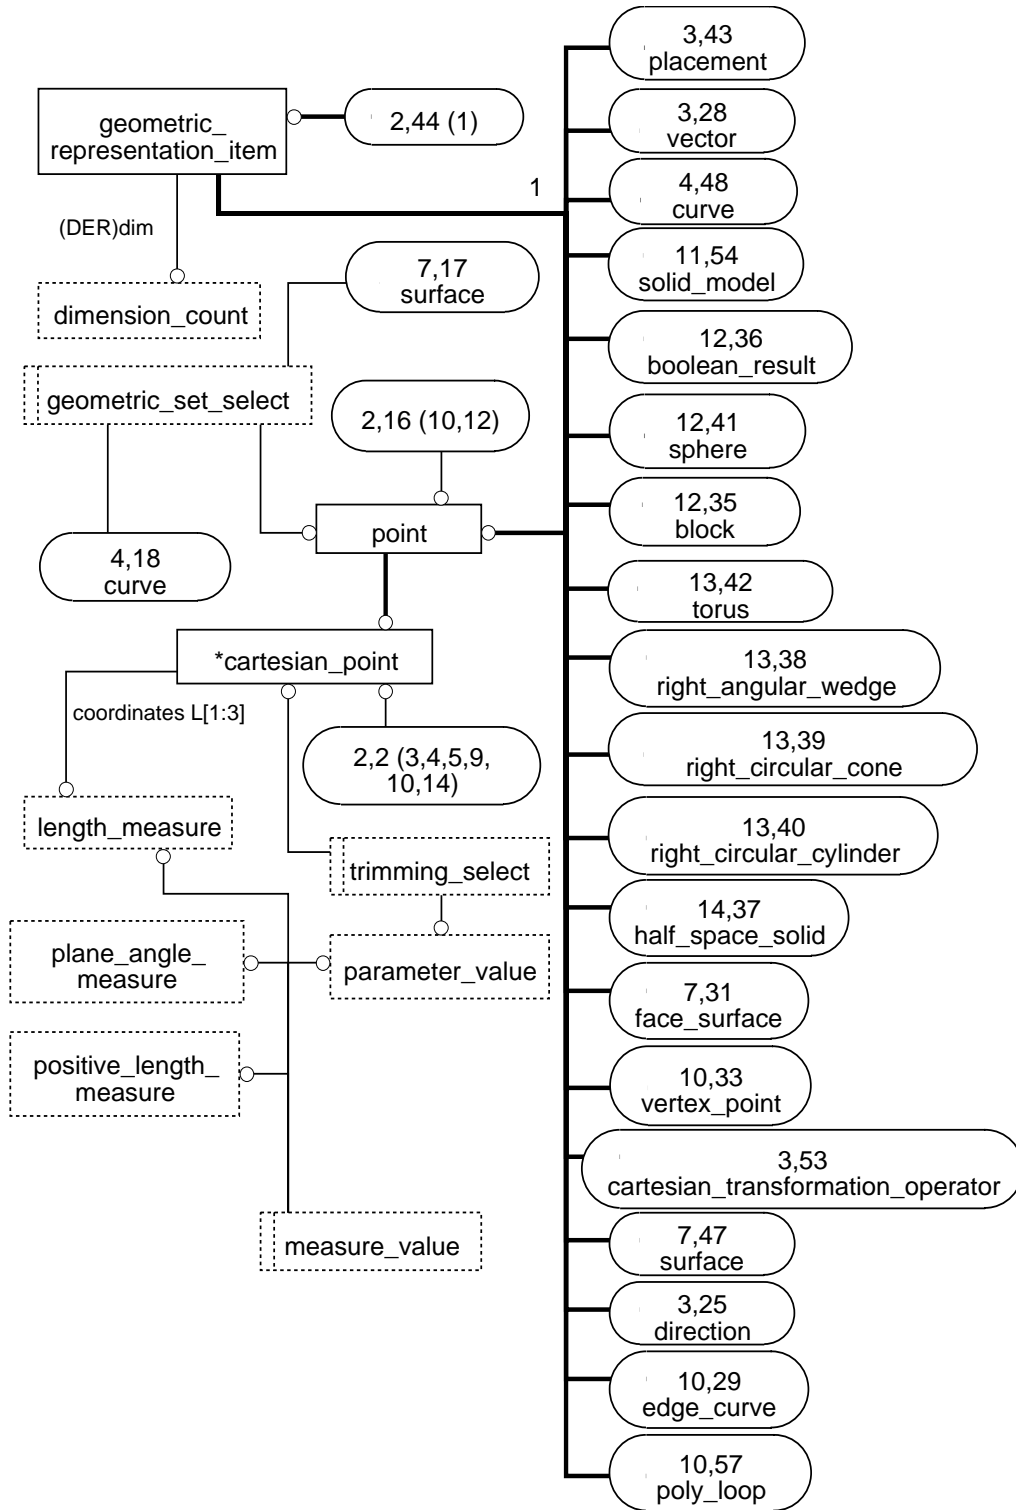 geometric_
representation_item
2,44 (1)
1
(DER)dim
dimension_count
7,17
surface
geometric_set_select
2,16 (10,12)
point
4,18
curve
*cartesian_point
coordinates L[1:3]
2,2 (3,4,5,9,
10,14)
length_measure
trimming_select
plane_angle_
measure
parameter_value
positive_length_
measure
measure_value
3,43
placement
3,28
vector
4,48
curve
11,54
solid_model
12,36
boolean_result
12,41
sphere
12,35
block
13,42
torus
13,38
right_angular_wedge
13,39
right_circular_cone
13,40
right_circular_cylinder
14,37
half_space_solid
7,31
face_surface
10,33
vertex_point
3,53
cartesian_transformation_operator
7,47
surface
3,25
direction
10,29
edge_curve
10,57
poly_loop